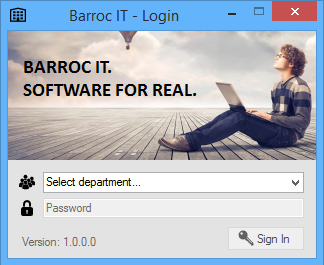 Barroc IT - Login
BARROC IT.
SOFTWARE FOR REAL.
Select department...
Password
Version: 1.0.0.0
Sign In